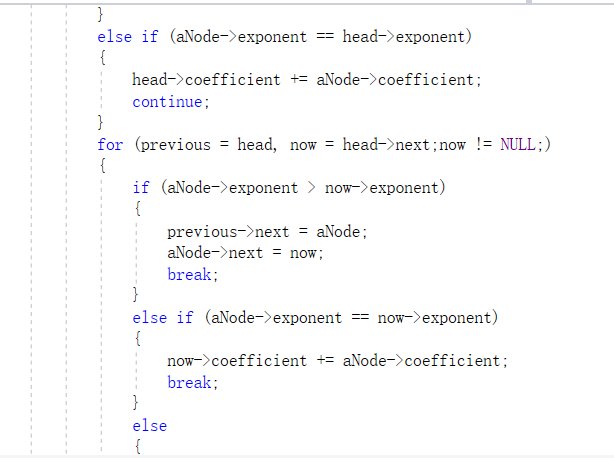 }
else if (aNode->exponent == head->exponent)
{
head->coefficient += aNode->coefficient;
continue;
}
for (previous = head, now = head->next;now != NULL;)
{
if (aNode->exponent > now->exponent)
{
previous->next = aNode;
aNode->next = now;
break;
}
else if (aNode->exponent == now->exponent)
{
now->coefficient += aNode->coefficient;
break;
}
else
{